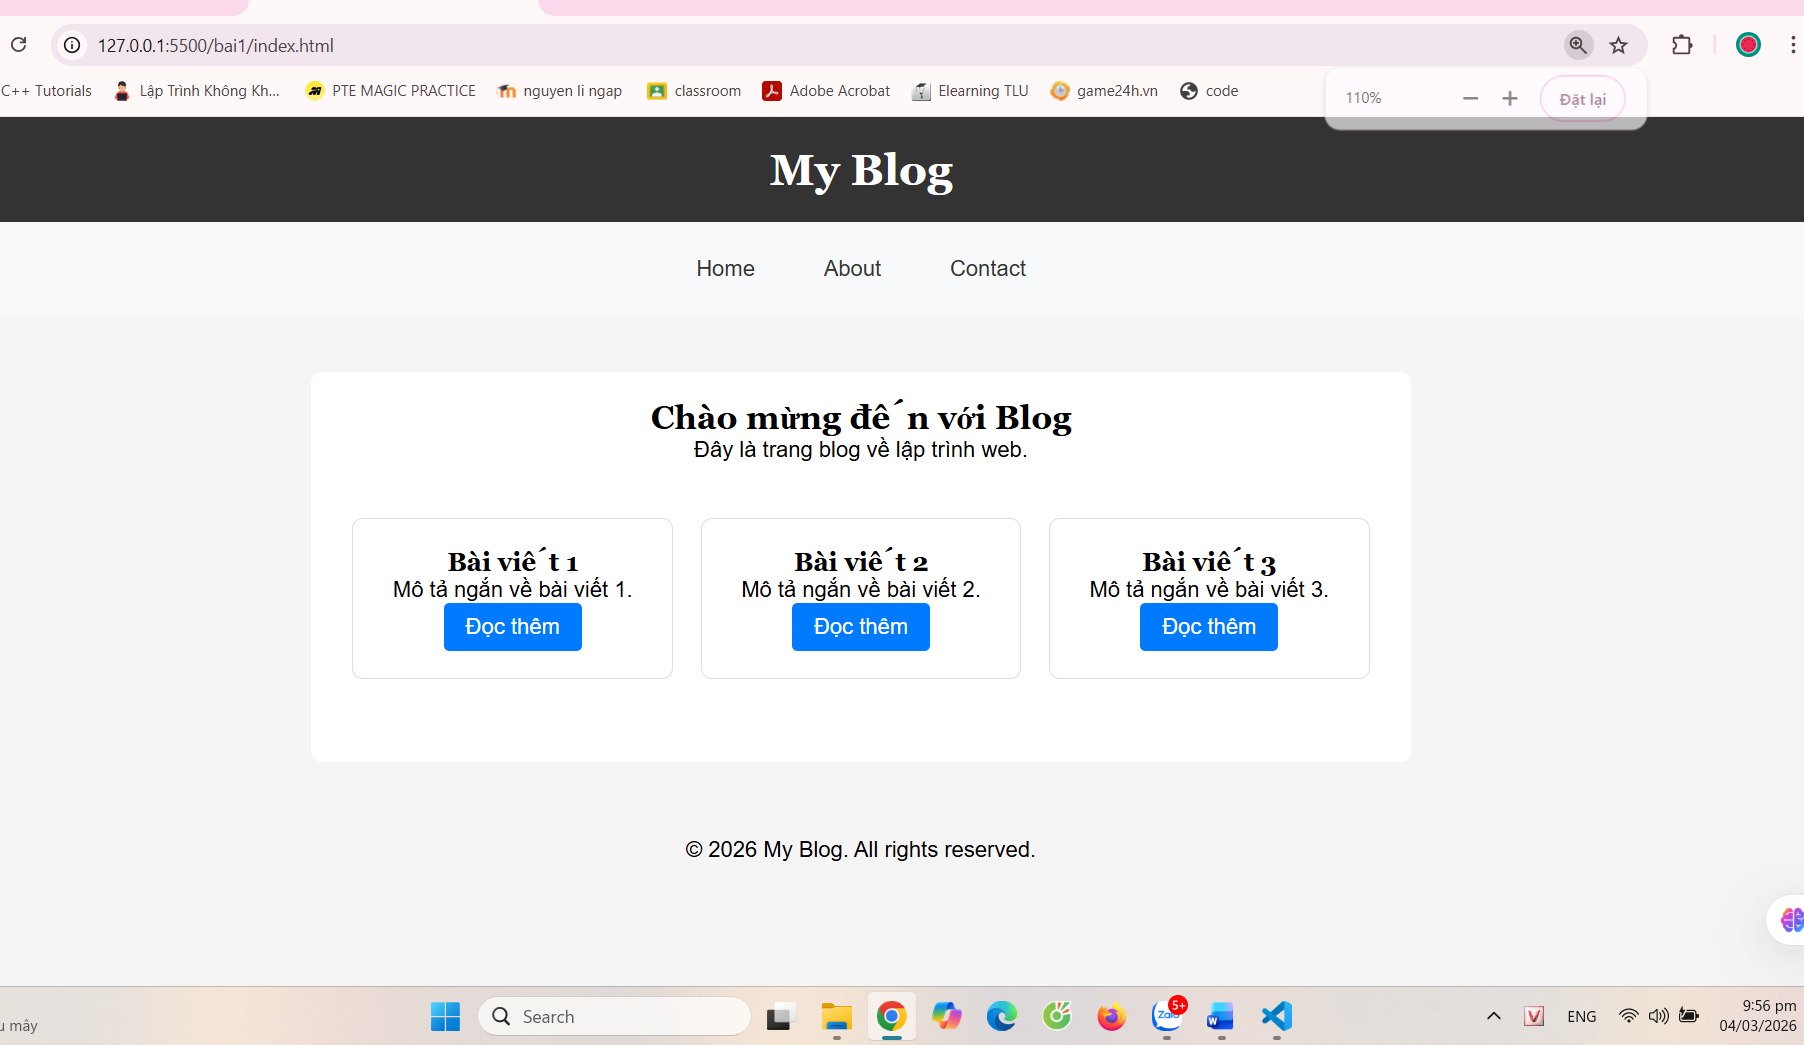 127.0.0.1:5500/bai1/index.html
C++ Tutorials Lập Trình Không Kh... PTE MAGIC PRACTICE nguyen li ngap classroom Adobe Acrobat Elearning TLU game24h.vn code
110% Đặt lại
My Blog
Home About Contact
Chào mừng đến với Blog
Đây là trang blog về lập trình web.
Bài viết 1 Bài viết 2 Bài viết 3
Mô tả ngắn về bài viết 1. Mô tả ngắn về bài viết 2. Mô tả ngắn về bài viết 3.
Đọc thêm Đọc thêm Đọc thêm
© 2026 My Blog. All rights reserved.
u mây
Search
5+
Zalo
W
V
ENG
9:56 pm
04/03/2026